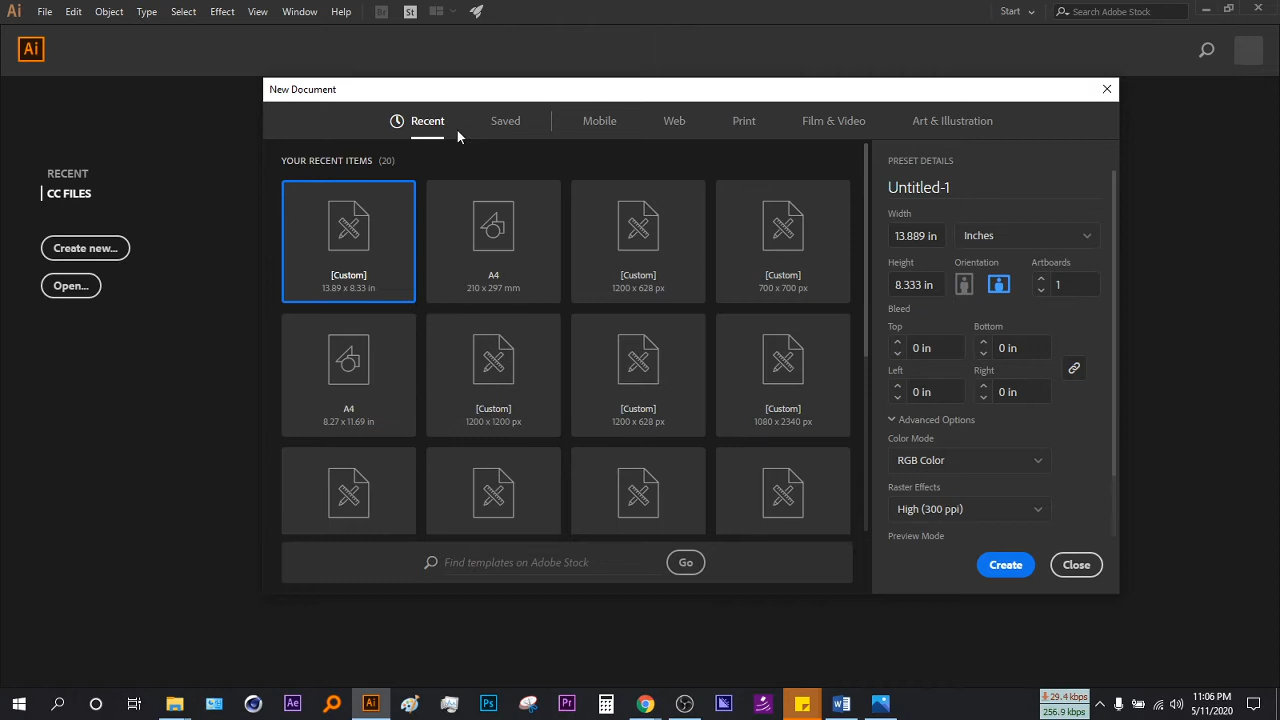 Ai File Edit Object Type Select Effect View Window Help Br St Start Search Adobe Stock
Ai
New Document
Recent Saved Mobile Web Print Film & Video Art & Illustration
RECENT
CC FILES
Create new...
Open...
YOUR RECENT ITEMS (20)
[Custom]
13.89 x 8.33 in
A4
210 x 297 mm
[Custom]
1200 x 628 px
[Custom]
700 x 700 px
A4
8.27 x 11.69 in
[Custom]
1200 x 1200 px
[Custom]
1200 x 628 px
[Custom]
1080 x 2340 px
Find templates on Adobe Stock Go
PRESET DETAILS
Untitled-1
Width
13.889 in Inches
Height Orientation Artboards
8.333 in 1
Bleed
Top Bottom
0 in 0 in
Left Right
0 in 0 in
Advanced Options
Color Mode
RGB Color
Raster Effects
High (300 ppi)
Preview Mode
Create Close
Ae Ai Ps Pr
29.4 kbps
256.9 kbps
11:06 PM
5/11/2020